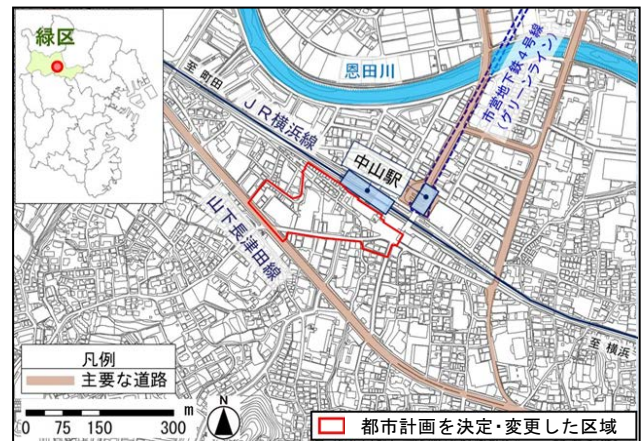 緑区
至 町田
恩田川
市営地下鉄4号線
(グリーンライン)
JR横浜線
中山駅
山下長津田線
至 横浜
凡例
主要な道路
N
m
0 75 150 300
都市計画を決定・変更した区域